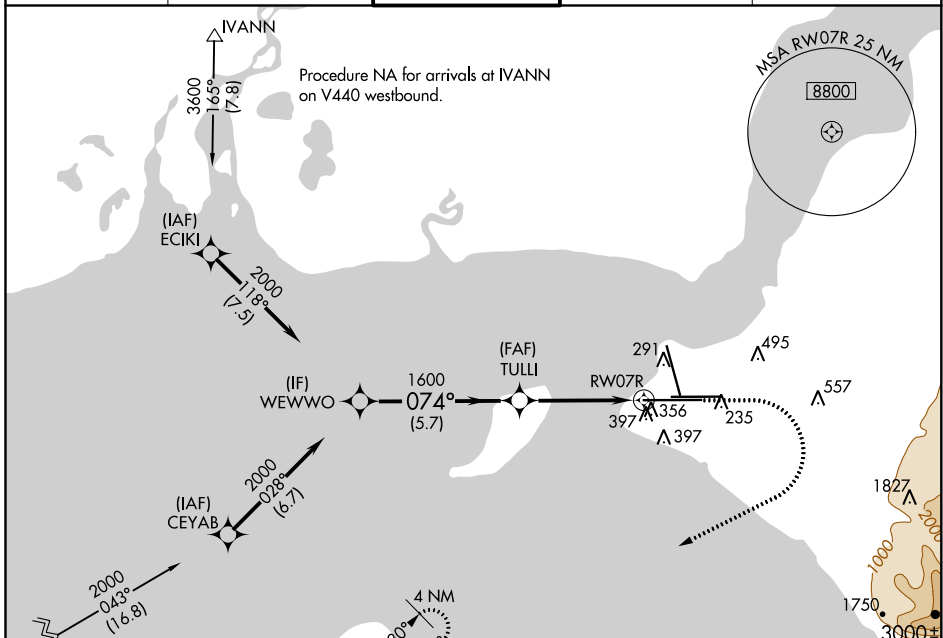 IVANN
3600
165°
(7.8)
Procedure NA for arrivals at IVANN
on V440 westbound.
MSA RW07R 25 NM
8800
(IAF)
ECIKI
2000
118°
(7.5)
(IF)
WEWWO
1600
074°
(5.7)
(FAF)
TULLI
RW07R
291
495
557
356
397
235
397
(IAF)
CEYAB
2000
028°
(6.7)
2000
043°
(16.8)
4 NM
1827
1000
2000
1750
3000±